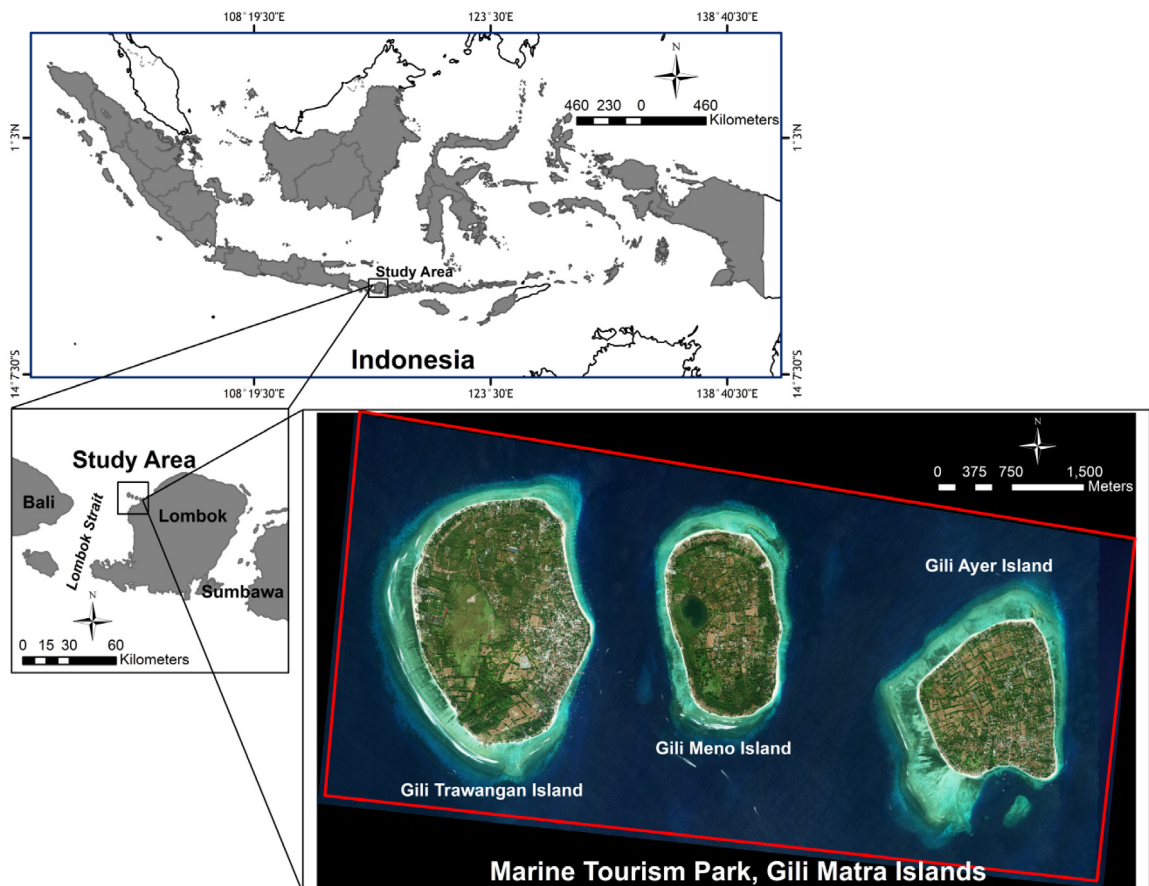 108°19'30"E 123°30"E 138°40'30"E
N
460 230 0 460
Kilometers
1°3'N 1°3'N
Study Area
Indonesia
14°7'30"S 14°7'30"S
108°19'30"E 123°30"E 138°40'30"E
Study Area
Bali
Lombok
Lombok Strait
Sumbawa
N
0 15 30 60
Kilometers
N
0 375 750 1,500
Meters
Gili Ayer Island
Gili Meno Island
Gili Trawangan Island
Marine Tourism Park, Gili Matra Islands